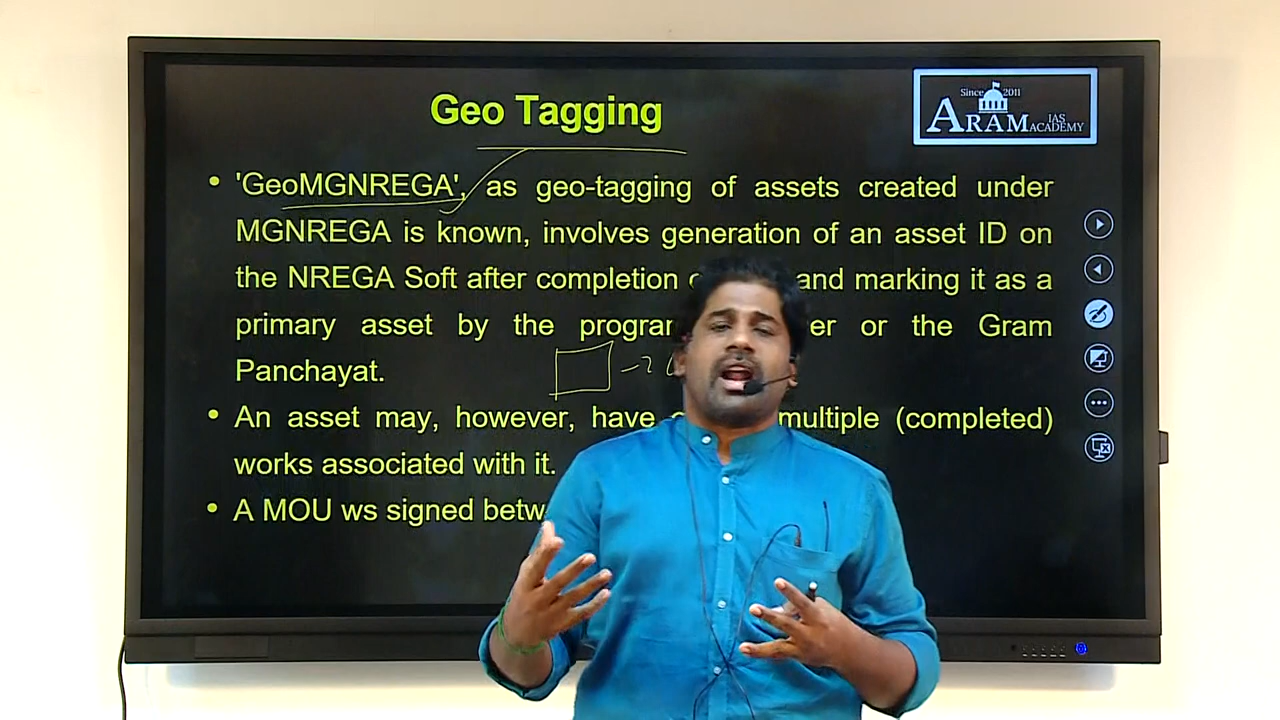 Geo Tagging
Since 2011
ARAM IAS ACADEMY
'GeoMGNREGA', as geo-tagging of assets created under
MGNREGA is known, involves generation of an asset ID on
the NREGA Soft after completion and marking it as a
primary asset by the or the Gram
Panchayat.
An asset may, however, have multiple (completed)
works associated with it.
A MOU ws signed